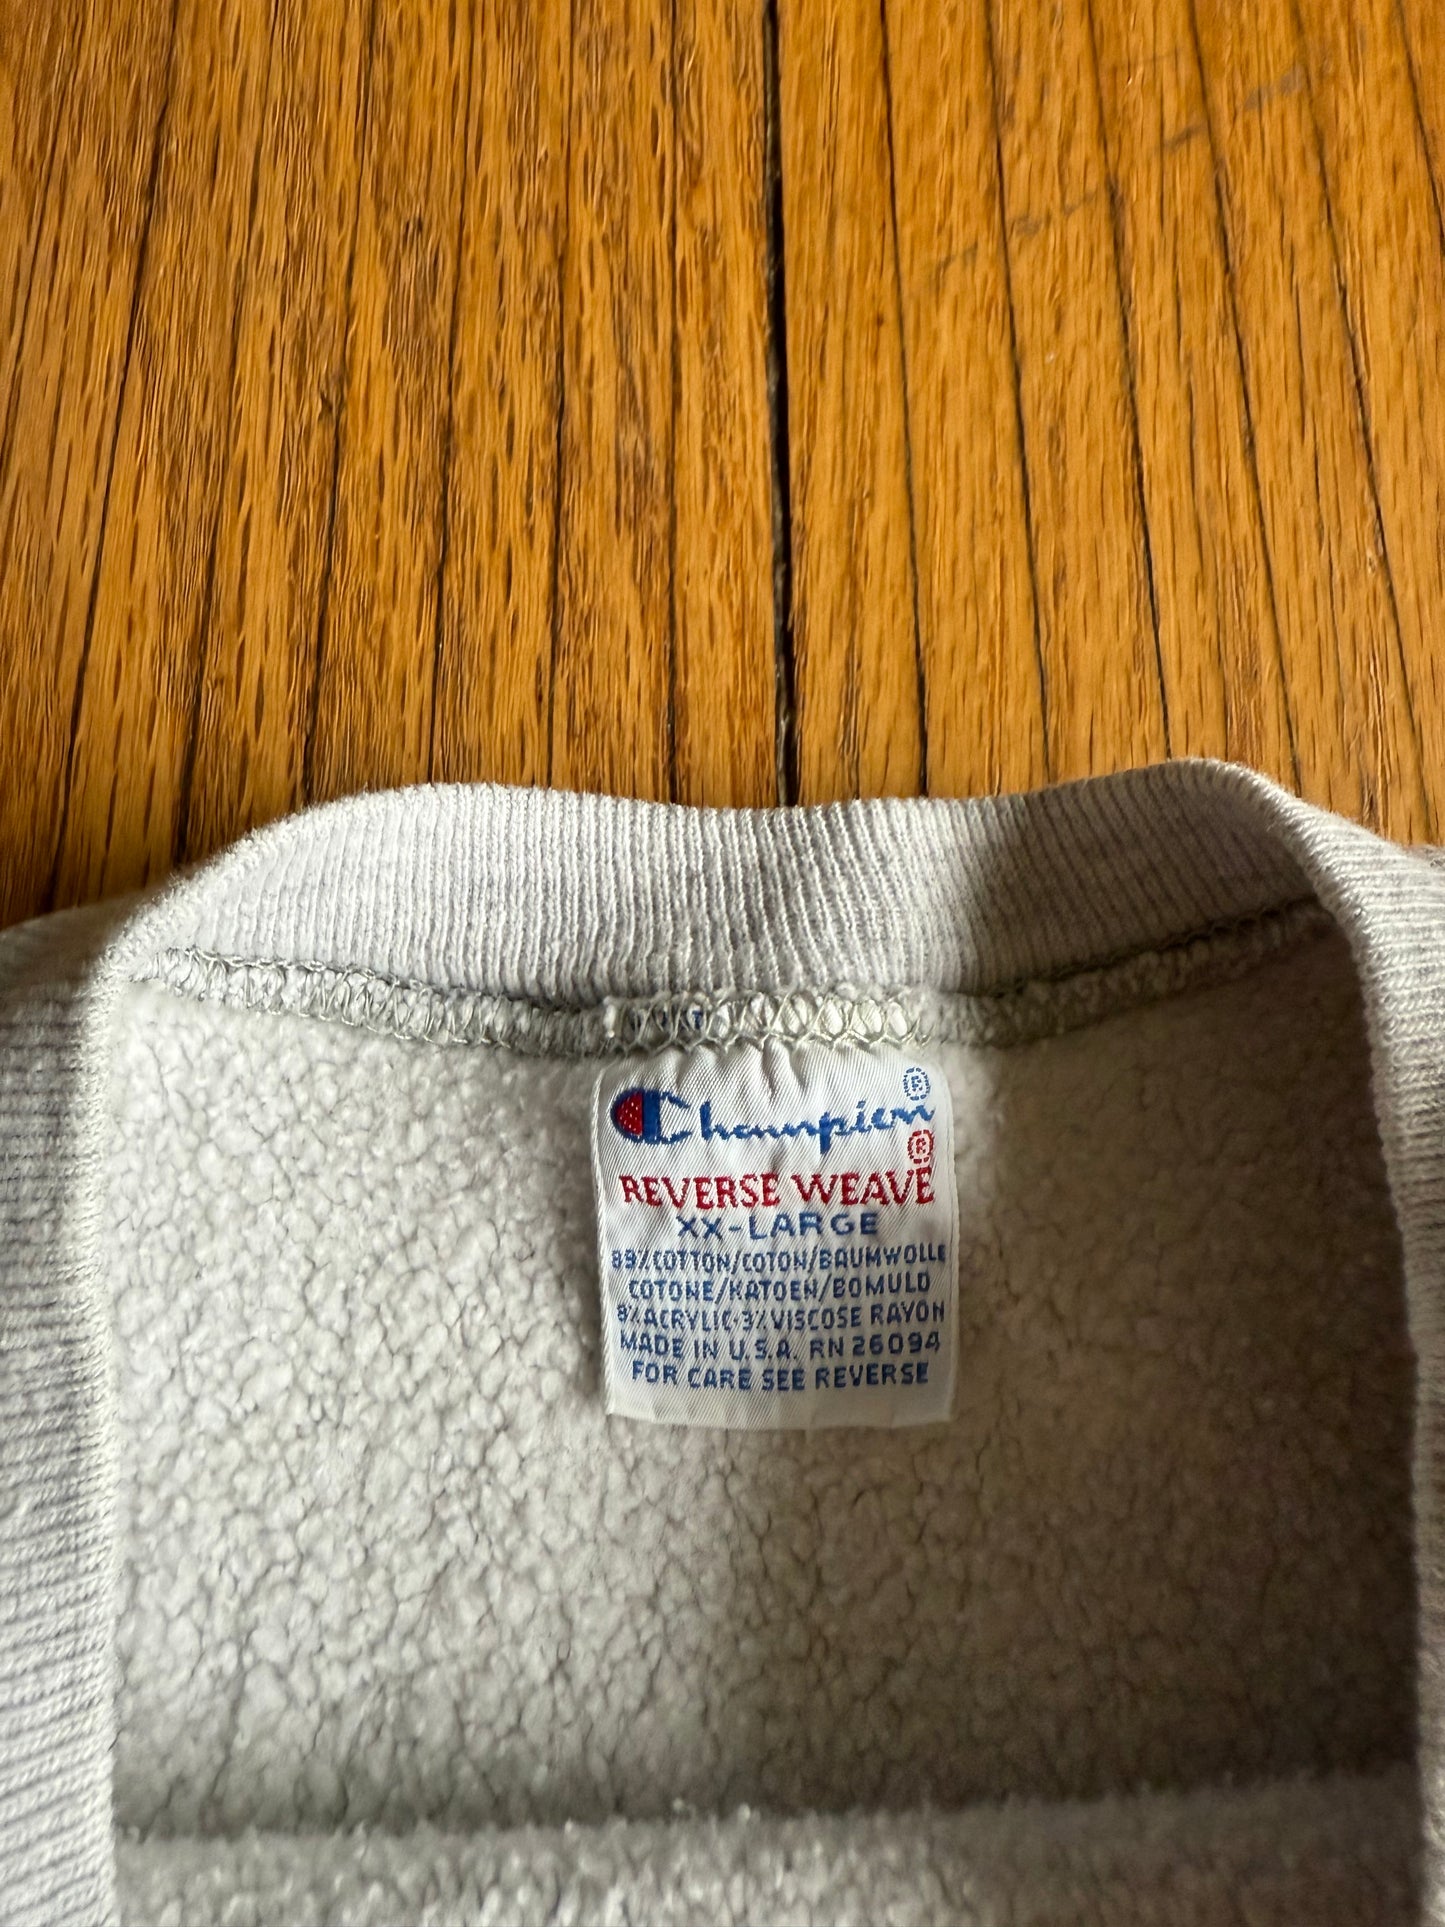 Champion®
REVERSE WEAVE®
XX-LARGE
89% COTTON/COTON/BAUMWOLLE
COTONE/KATOEN/BOMULD
8% ACRYLIC·3% VISCOSE RAYON
MADE IN U.S.A. RN 26094
FOR CARE SEE REVERSE